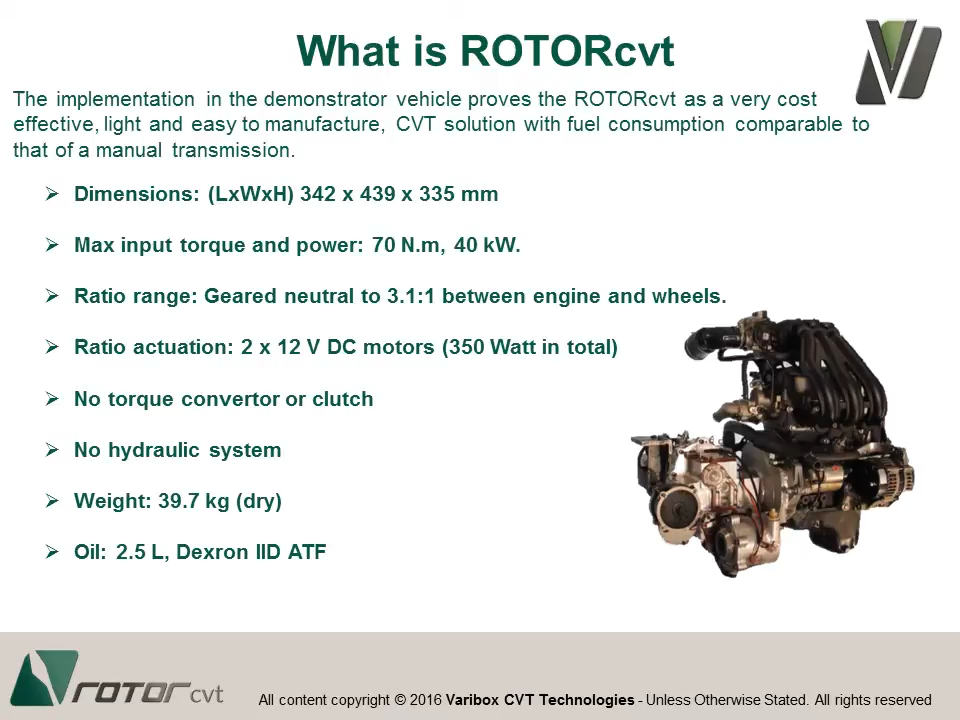 What is ROTORcvt
The implementation in the demonstrator vehicle proves the ROTORcvt as a very cost
effective, light and easy to manufacture, CVT solution with fuel consumption comparable to
that of a manual transmission.
➢ Dimensions: (LxWxH) 342 x 439 x 335 mm
➢ Max input torque and power: 70 N.m, 40 kW.
➢ Ratio range: Geared neutral to 3.1:1 between engine and wheels.
➢ Ratio actuation: 2 x 12 V DC motors (350 Watt in total)
➢ No torque convertor or clutch
➢ No hydraulic system
➢ Weight: 39.7 kg (dry)
➢ Oil: 2.5 L, Dexron IID ATF
ROTORcvt
All content copyright © 2016 Varibox CVT Technologies - Unless Otherwise Stated. All rights reserved